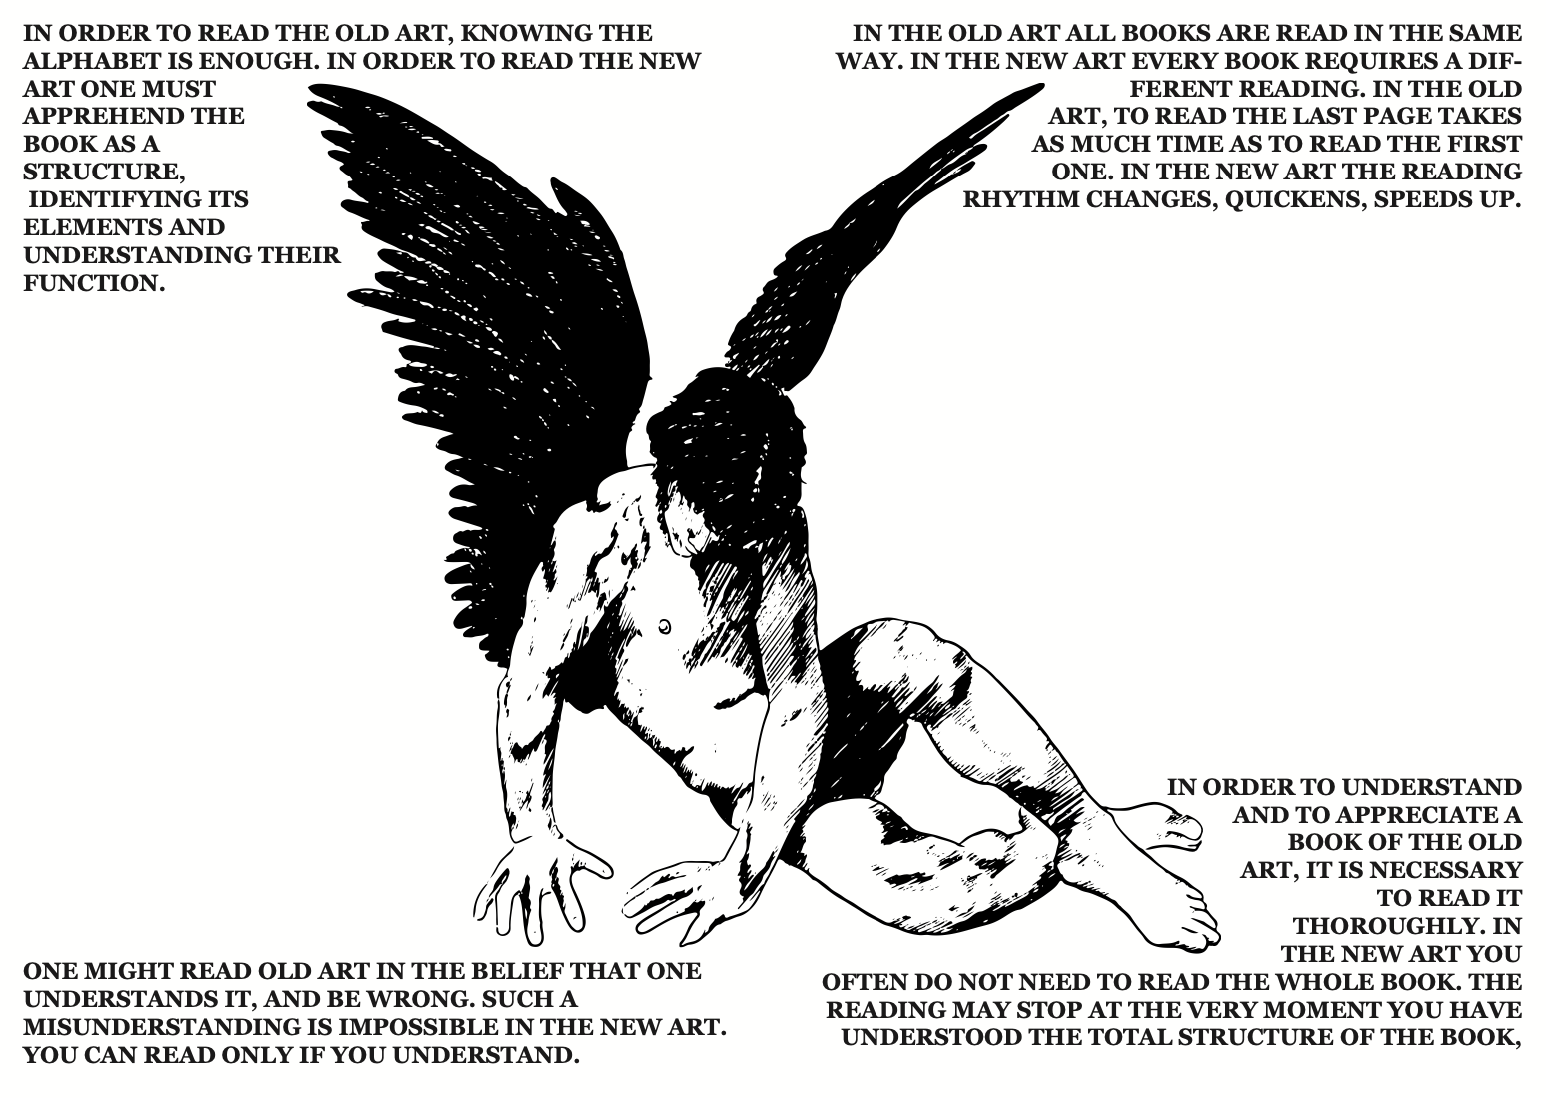 IN ORDER TO READ THE OLD ART, KNOWING THE
ALPHABET IS ENOUGH. IN ORDER TO READ THE NEW
ART ONE MUST
APPREHEND THE
BOOK AS A
STRUCTURE,
IDENTIFYING ITS
ELEMENTS AND
UNDERSTANDING THEIR
FUNCTION.
IN THE OLD ART ALL BOOKS ARE READ IN THE SAME
WAY. IN THE NEW ART EVERY BOOK REQUIRES A DIF-
FERENT READING. IN THE OLD
ART, TO READ THE LAST PAGE TAKES
AS MUCH TIME AS TO READ THE FIRST
ONE. IN THE NEW ART THE READING
RHYTHM CHANGES, QUICKENS, SPEEDS UP.
ONE MIGHT READ OLD ART IN THE BELIEF THAT ONE
UNDERSTANDS IT, AND BE WRONG. SUCH A
MISUNDERSTANDING IS IMPOSSIBLE IN THE NEW ART.
YOU CAN READ ONLY IF YOU UNDERSTAND.
IN ORDER TO UNDERSTAND
AND TO APPRECIATE A
BOOK OF THE OLD
ART, IT IS NECESSARY
TO READ IT
THOROUGHLY. IN
THE NEW ART YOU
OFTEN DO NOT NEED TO READ THE WHOLE BOOK. THE
READING MAY STOP AT THE VERY MOMENT YOU HAVE
UNDERSTOOD THE TOTAL STRUCTURE OF THE BOOK,